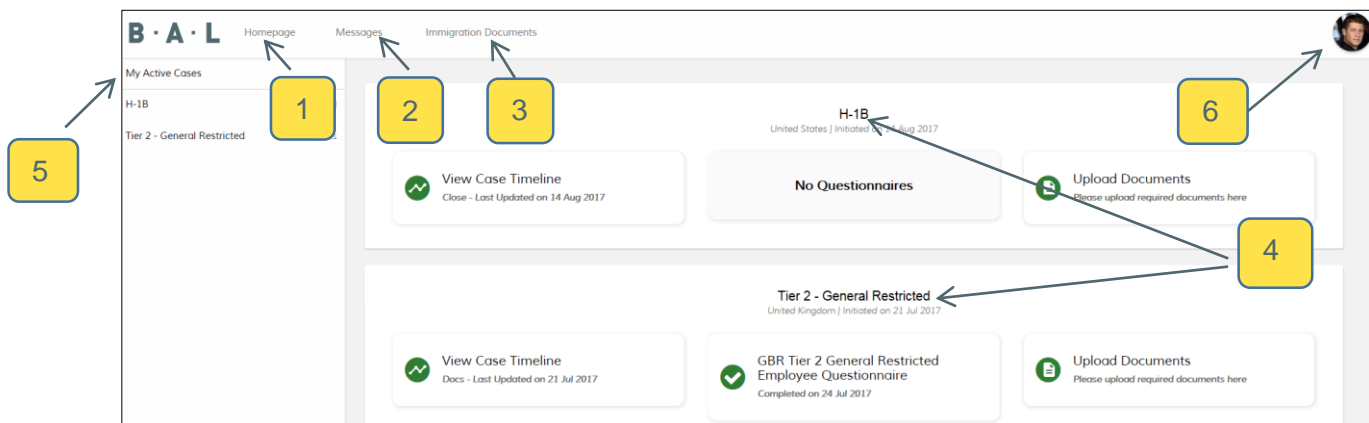 B·A·L Homepage Messages Immigration Documents
My Active Cases
H-1B
Tier 2 - General Restricted
1
2
3
4
5
6
H-1B
United States | Initiated on 14 Aug 2017
View Case Timeline
Close - Last Updated on 14 Aug 2017
No Questionnaires
Upload Documents
Please upload required documents here
Tier 2 - General Restricted
United Kingdom | Initiated on 21 Jul 2017
View Case Timeline
Docs - Last Updated on 21 Jul 2017
GBR Tier 2 General Restricted
Employee Questionnaire
Completed on 24 Jul 2017
Upload Documents
Please upload required documents here